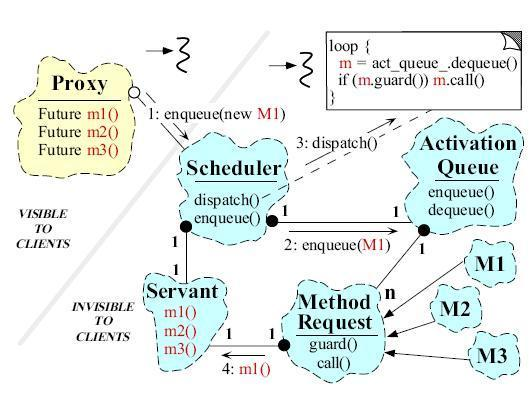 loop {
m = act_queue_.dequeue()
if (m.guard()) m.call()
}
Proxy
Future m1()
Future m2()
Future m3()
1: enqueue(new M1)
3: dispatch()
Scheduler
dispatch()
enqueue()
Activation
Queue
enqueue()
dequeue()
VISIBLE
TO
CLIENTS
1
1
2: enqueue(M1)
1
1
1
n
INVISIBLE
TO
CLIENTS
Servant
m1()
m2()
m3()
Method
Request
guard()
call()
1
1
4: m1()
M1
M2
M3